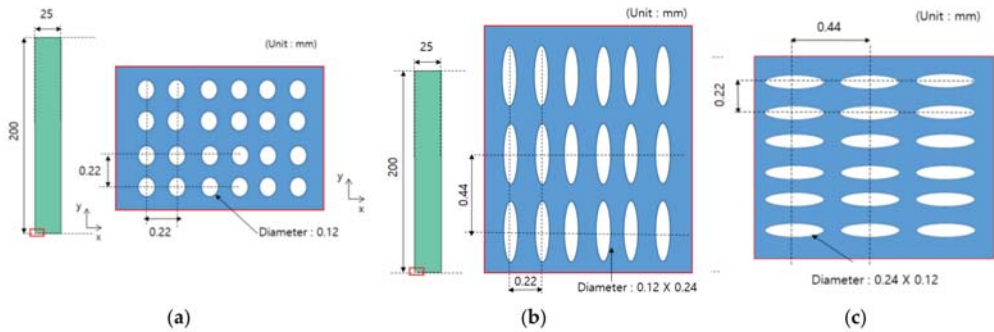 25
(Unit : mm)
200
0.22
y
x
y
x
0.22
Diameter : 0.12
(a)
(Unit : mm)
25
200
0.44
0.22
Diameter : 0.12 X 0.24
(b)
(Unit : mm)
0.44
0.22
Diameter : 0.24 X 0.12
(c)